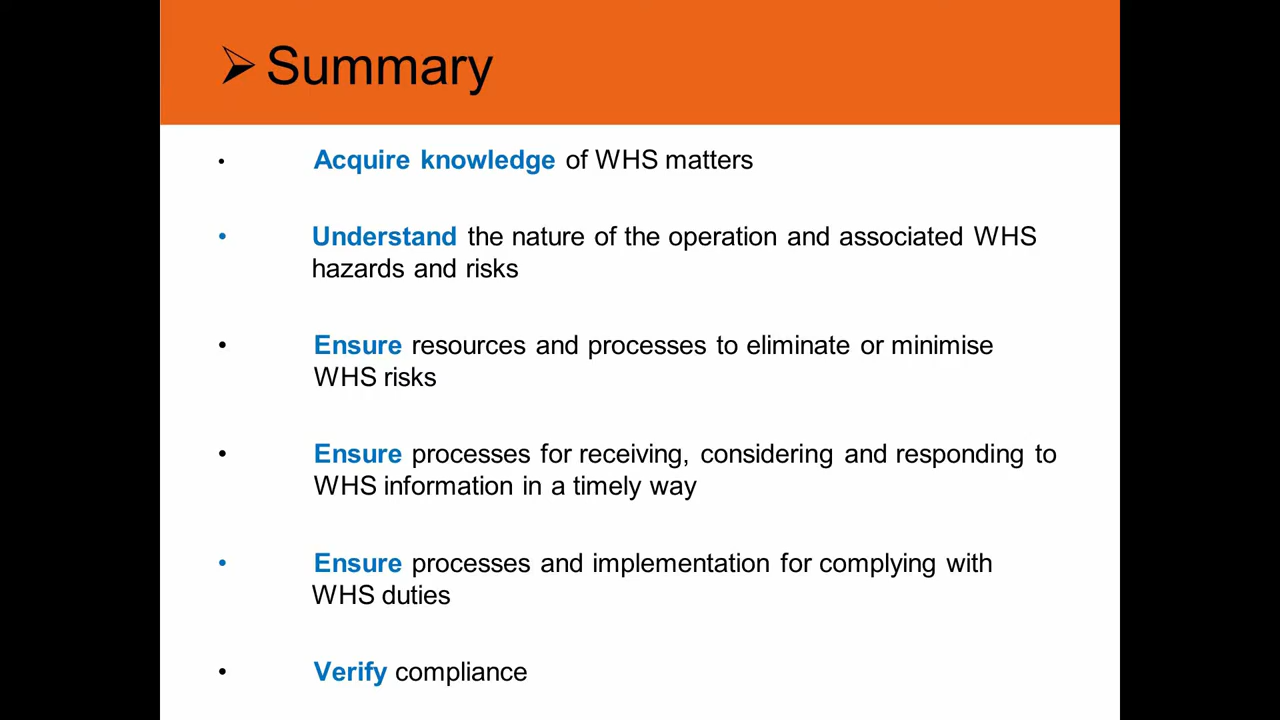 Summary
• Acquire knowledge of WHS matters
• Understand the nature of the operation and associated WHS
hazards and risks
• Ensure resources and processes to eliminate or minimise
WHS risks
• Ensure processes for receiving, considering and responding to
WHS information in a timely way
• Ensure processes and implementation for complying with
WHS duties
• Verify compliance